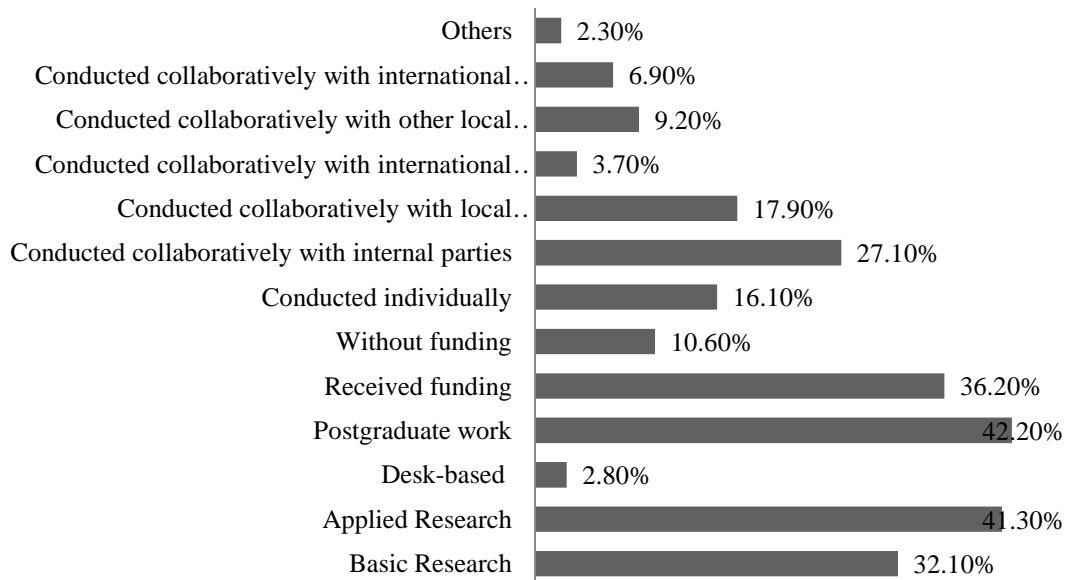 Others 2.30%
Conducted collaboratively with international.. 6.90%
Conducted collaboratively with other local.. 9.20%
Conducted collaboratively with international.. 3.70%
Conducted collaboratively with local.. 17.90%
Conducted collaboratively with internal parties 27.10%
Conducted individually 16.10%
Without funding 10.60%
Received funding 36.20%
Postgraduate work 42.20%
Desk-based 2.80%
Applied Research 41.30%
Basic Research 32.10%